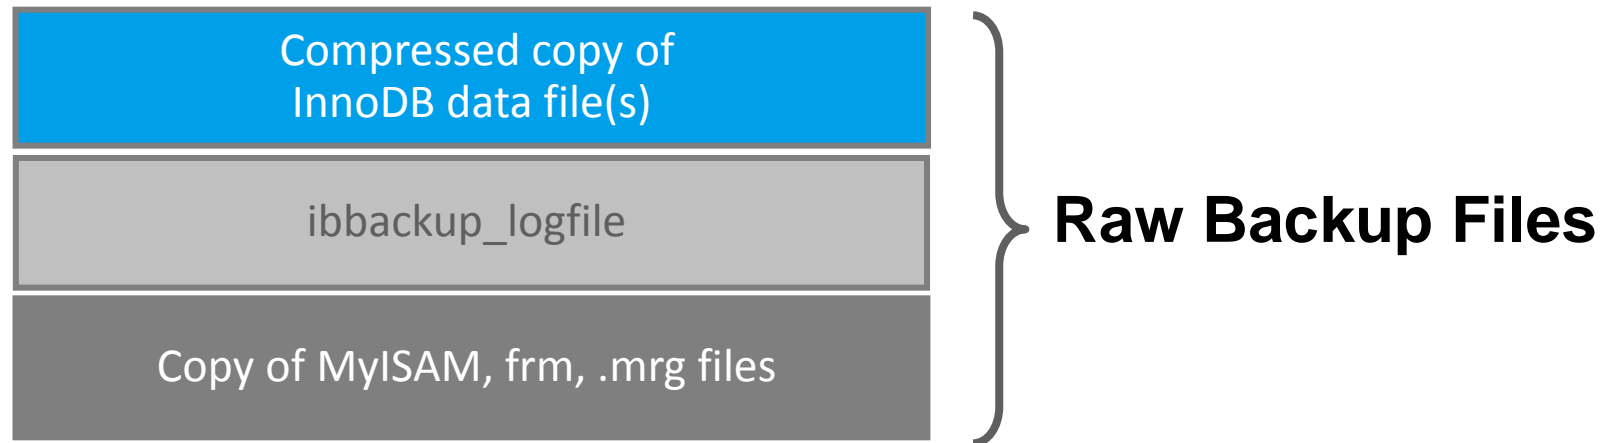 Compressed copy of
InnoDB data file(s)
ibbackup_logfile
Copy of MyISAM, frm, .mrg files
Raw Backup Files